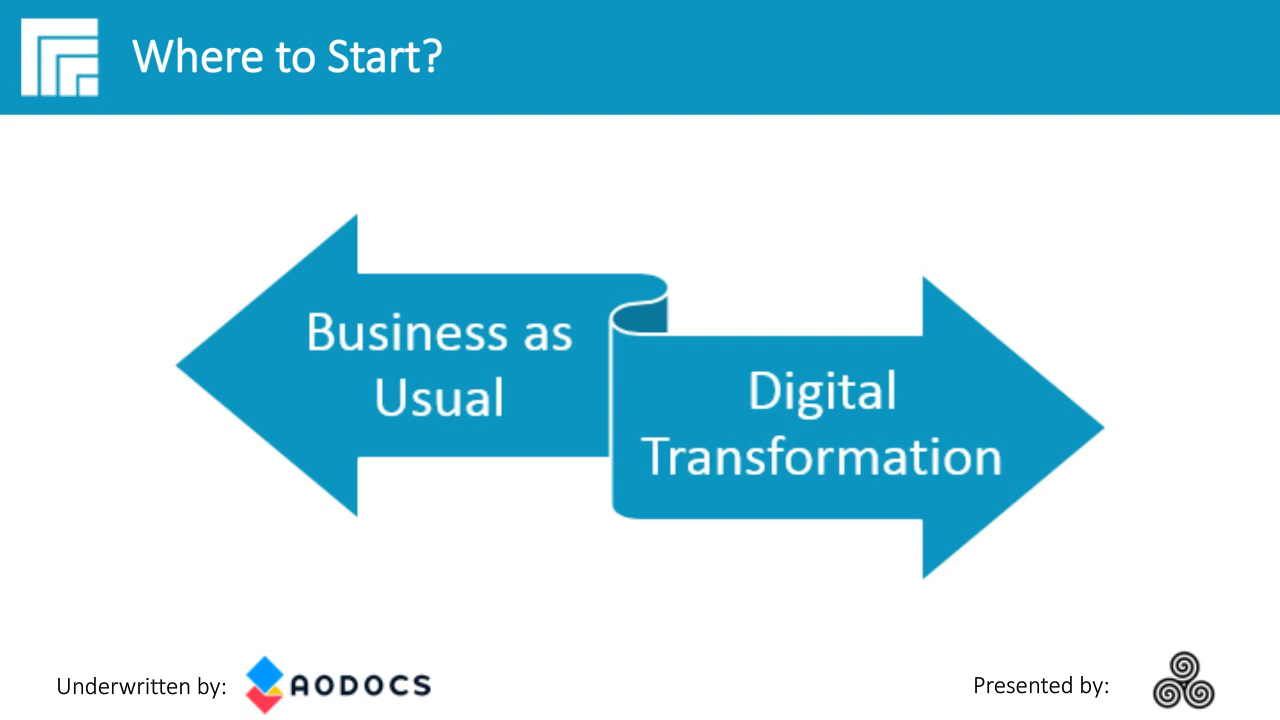 Where to Start?
Business as
Usual
Digital
Transformation
Underwritten by:
AODOCS
Presented by: